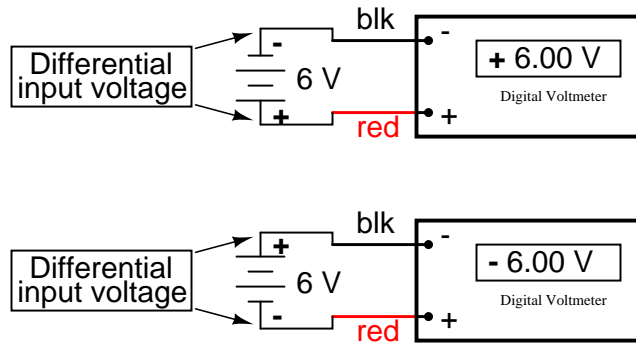 blk
-
-
+ 6.00 V
Differential
input voltage
6 V
Digital Voltmeter
+
+
red
blk
+
-
- 6.00 V
Differential
input voltage
6 V
Digital Voltmeter
-
+
red